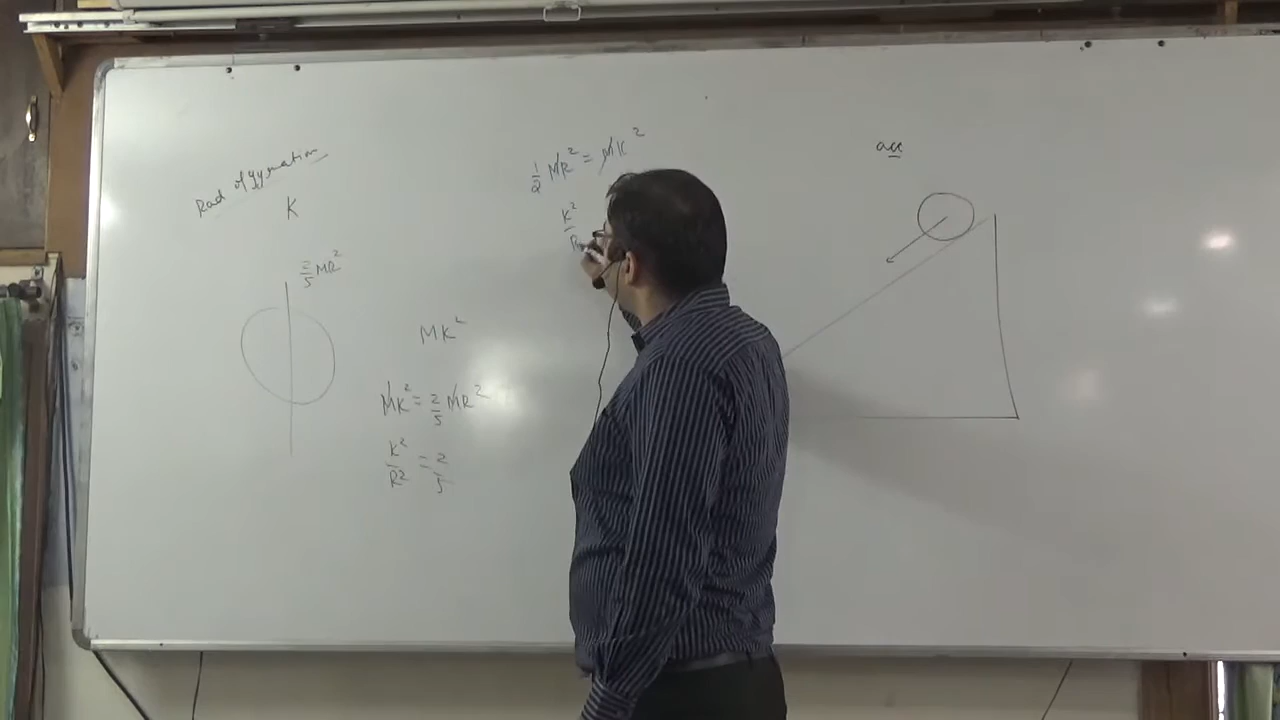 Rad of gyration
K
2/5 MR²
MK²
MK² = 2/5 MR²
K²/R² = 2/5
1/2 MR² = MK²
K²/R
acc